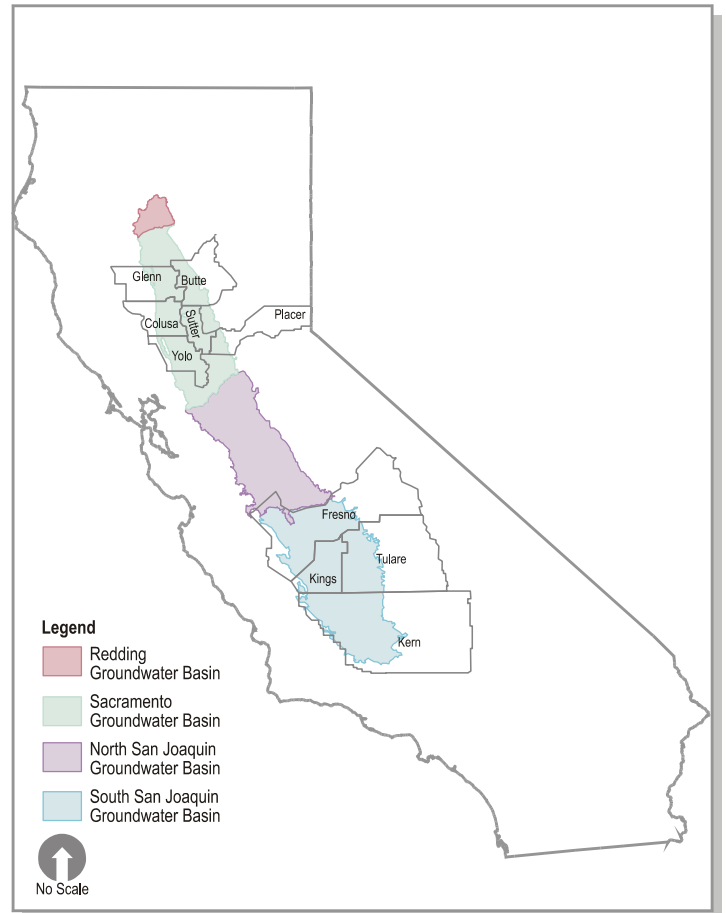 Glenn
Butte
Colusa
Sutter
Placer
Yolo
Fresno
Tulare
Kings
Kern
Legend
Redding
Groundwater Basin
Sacramento
Groundwater Basin
North San Joaquin
Groundwater Basin
South San Joaquin
Groundwater Basin
No Scale